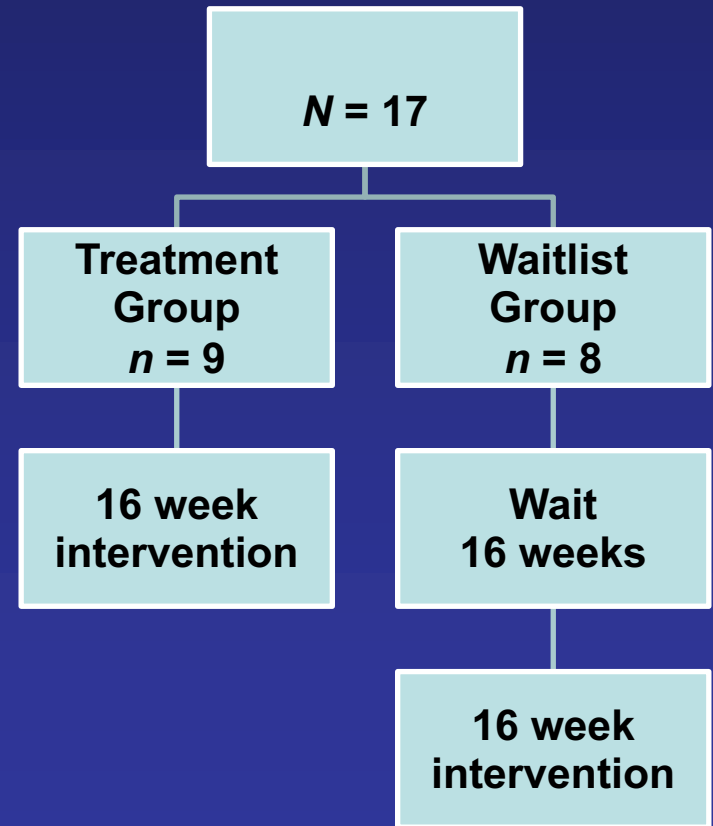 N = 17
Treatment
Group
n = 9
Waitlist
Group
n = 8
16 week
intervention
Wait
16 weeks
16 week
intervention